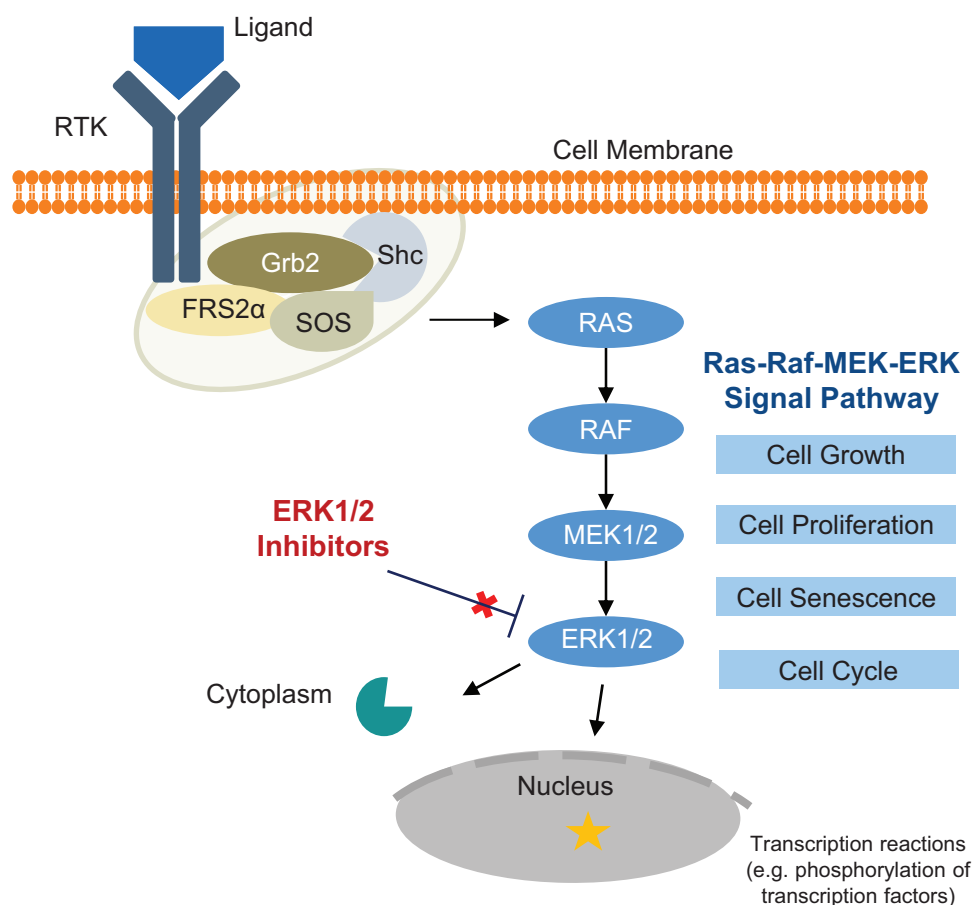 Ligand
RTK
Cell Membrane
Grb2
Shc
FRS2α
SOS
RAS
Ras-Raf-MEK-ERK
Signal Pathway
RAF
Cell Growth
ERK1/2
Inhibitors
MEK1/2
Cell Proliferation
Cell Senescence
ERK1/2
Cell Cycle
Cytoplasm
Nucleus
Transcription reactions
(e.g. phosphorylation of
transcription factors)